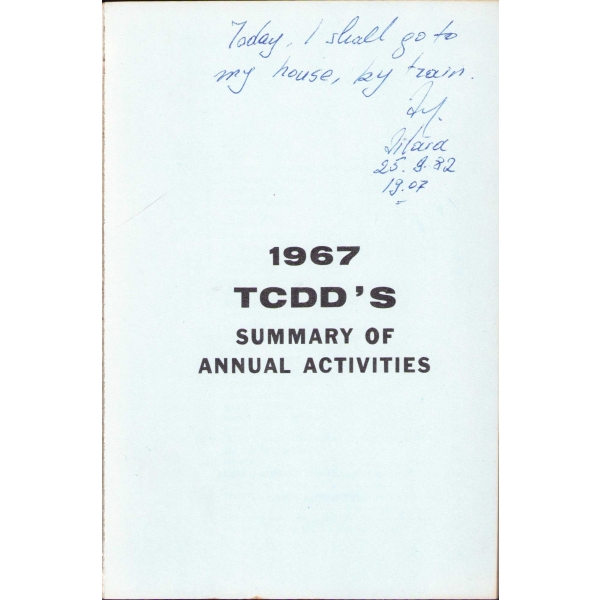 Today, I shall go to
my house, by train.
25.9.82
19.07
1967
TCDD'S
SUMMARY OF
ANNUAL ACTIVITIES